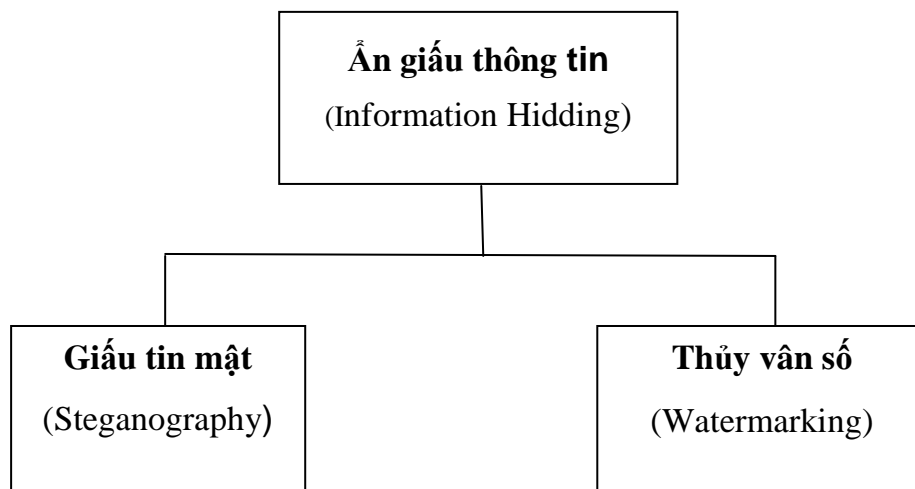 Ẩn giấu thông tin
(Information Hidding)
Giấu tin mật
(Steganography)
Thủy vân số
(Watermarking)